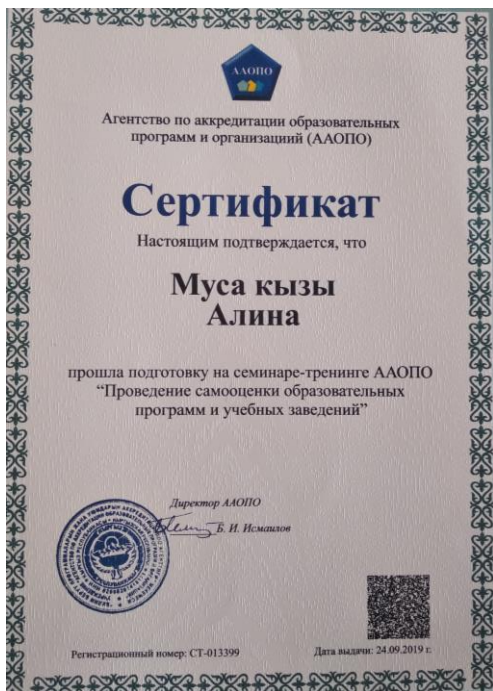 ААОПО
Агентство по аккредитации образовательных
программ и организациий (ААОПО)
Сертификат
Настоящим подтверждается, что
Муса кызы
Алина
прошла подготовку на семинаре-тренинге ААОПО
“Проведение самооценки образовательных
программ и учебных заведений”
Директор ААОПО
Б. И. Исмаилов
Регистрационный номер: СТ-013399
Дата выдачи: 24.09.2019 г.